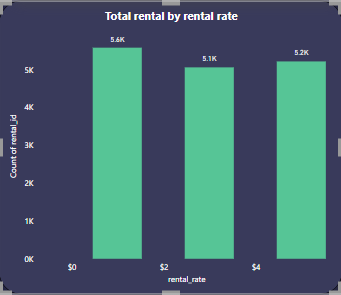 Total rental by rental rate
5.6K
5.1K
5.2K
5K
4K
3K
2K
1K
0K
Count of rental_id
$0
$2
$4
rental_rate